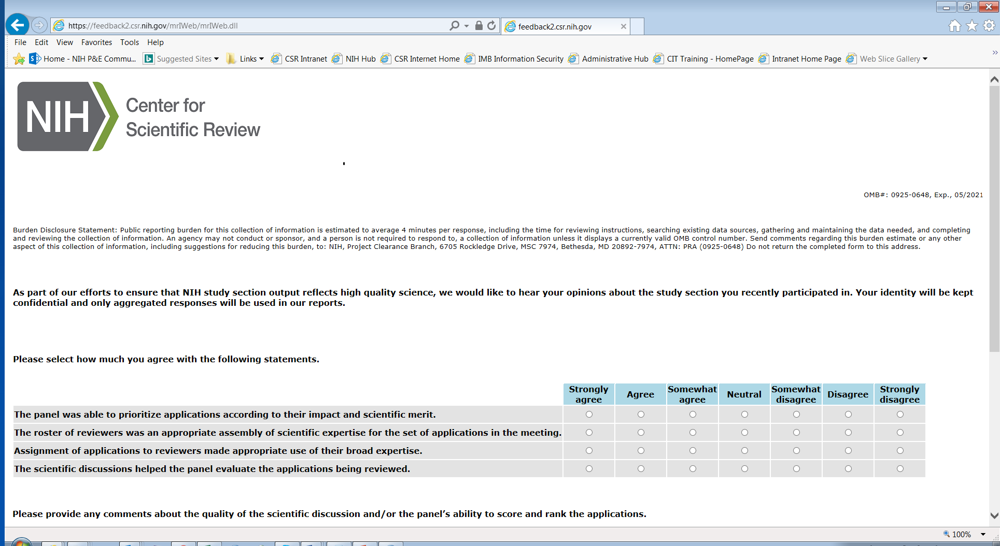 https://feedback2.csr.nih.gov/mrIWeb/mrIWeb.dll
feedback2.csr.nih.gov
File Edit View Favorites Tools Help
Home - NIH P&E Commu... Suggested Sites Links CSR Intranet NIH Hub CSR Internet Home IMB Information Security Administrative Hub CIT Training - HomePage Intranet Home Page Web Slice Gallery
NIH
Center for
Scientific Review
OMB#: 0925-0648, Exp., 05/2021
Burden Disclosure Statement: Public reporting burden for this collection of information is estimated to average 4 minutes per response, including the time for reviewing instructions, searching existing data sources, gathering and maintaining the data needed, and completing
and reviewing the collection of information. An agency may not conduct or sponsor, and a person is not required to respond to, a collection of information unless it displays a currently valid OMB control number. Send comments regarding this burden estimate or any other
aspect of this collection of information, including suggestions for reducing this burden, to: NIH, Project Clearance Branch, 6705 Rockledge Drive, MSC 7974, Bethesda, MD 20892-7974, ATTN: PRA (0925-0648) Do not return the completed form to this address.
As part of our efforts to ensure that NIH study section output reflects high quality science, we would like to hear your opinions about the study section you recently participated in. Your identity will be kept
confidential and only aggregated responses will be used in our reports.
Please select how much you agree with the following statements.
Strongly agree Agree Somewhat agree Neutral Somewhat disagree Disagree Strongly disagree
The panel was able to prioritize applications according to their impact and scientific merit.
The roster of reviewers was an appropriate assembly of scientific expertise for the set of applications in the meeting.
Assignment of applications to reviewers made appropriate use of their broad expertise.
The scientific discussions helped the panel evaluate the applications being reviewed.
Please provide any comments about the quality of the scientific discussion and/or the panel’s ability to score and rank the applications.
100%